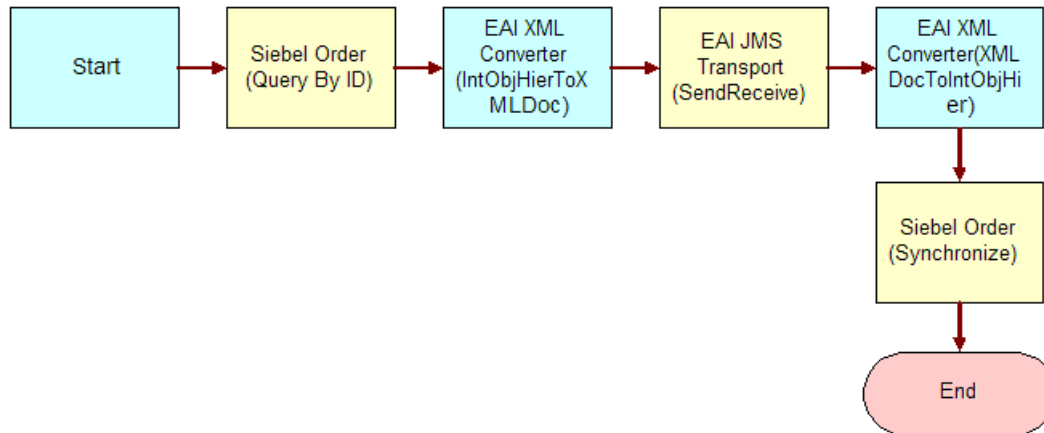 Start
Siebel Order
(Query By ID)
EAI XML
Converter
(IntObjHierToX
MLDoc)
EAI JMS
Transport
(SendReceive)
EAI XML
Converter(XML
DocToIntObjHi
er)
Siebel Order
(Synchronize)
End